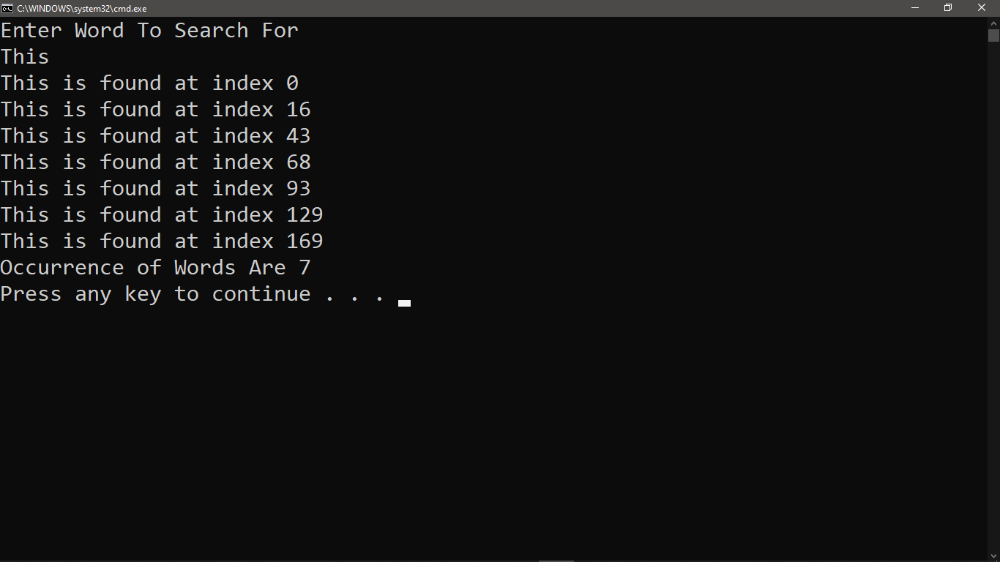 C:\WINDOWS\system32\cmd.exe
Enter Word To Search For
This
This is found at index 0
This is found at index 16
This is found at index 43
This is found at index 68
This is found at index 93
This is found at index 129
This is found at index 169
Occurrence of Words Are 7
Press any key to continue . . .